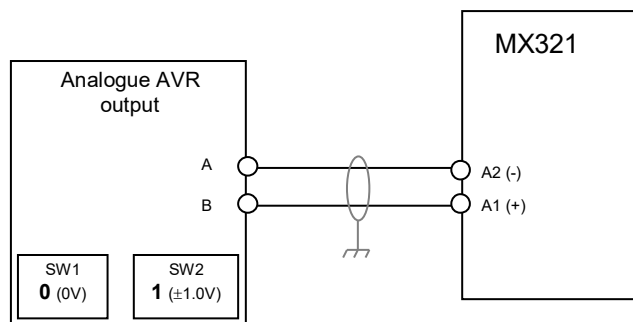 MX321
Analogue AVR
output
A
A2 (-)
B
A1 (+)
SW1
0 (0V)
SW2
1 (±1.0V)